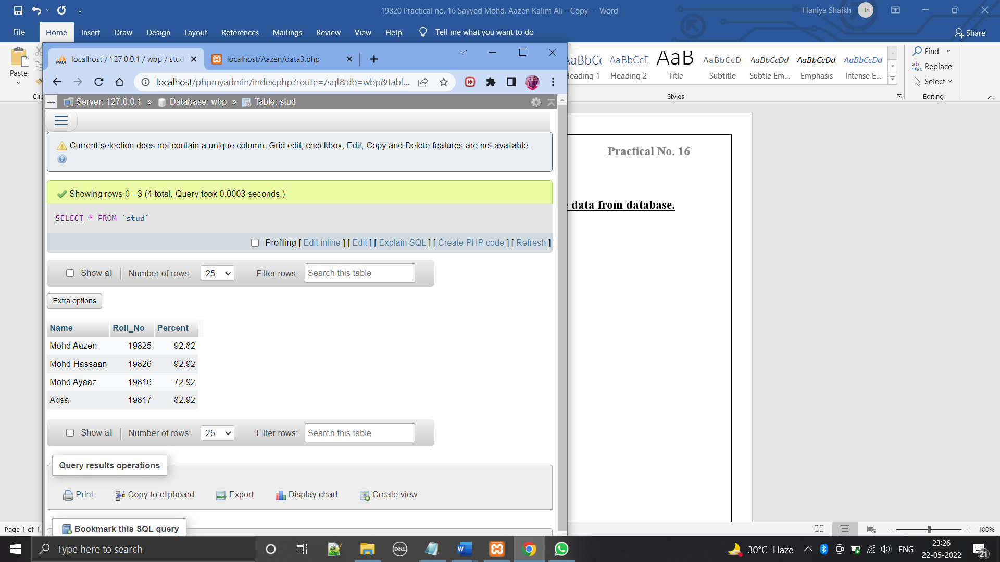 19820 Practical no. 16 Sayyed Mohd. Aazen Kalim Ali - Copy - Word
Haniya Shaikh HS
File Home Insert Draw Design Layout References Mailings Review View Help Tell me what you want to do
Share
localhost / 127.0.0.1 / wbp / stud
localhost/Aazen/data3.php
localhost/phpmyadmin/index.php?route=/sql&db=wbp&tabl...
Paste
AaB AaBbCcD AaBbCcDd AaBbCcDd AaBbCcDd
Heading 2 Title Subtitle Subtle Em... Emphasis Intense E...
Styles
Find
Replace
Select
Editing
Server: 127.0.0.1 » Database: wbp » Table: stud
Current selection does not contain a unique column. Grid edit, checkbox, Edit, Copy and Delete features are not available.
Showing rows 0 - 3 (4 total, Query took 0.0003 seconds.)
SELECT * FROM `stud`
Profiling [ Edit inline ] [ Edit ] [ Explain SQL ] [ Create PHP code ] [ Refresh ]
Show all Number of rows: 25 Filter rows: Search this table
Extra options
Name Roll_No Percent
Mohd Aazen 19825 92.82
Mohd Hassaan 19826 92.92
Mohd Ayaaz 19816 72.92
Aqsa 19817 82.92
Show all Number of rows: 25 Filter rows: Search this table
Query results operations
Print Copy to clipboard Export Display chart Create view
Bookmark this SQL query
Practical No. 16
data from database.
Page 1 of 1
100%
Type here to search
DELL
30°C Haze
ENG
23:26
22-05-2022
21